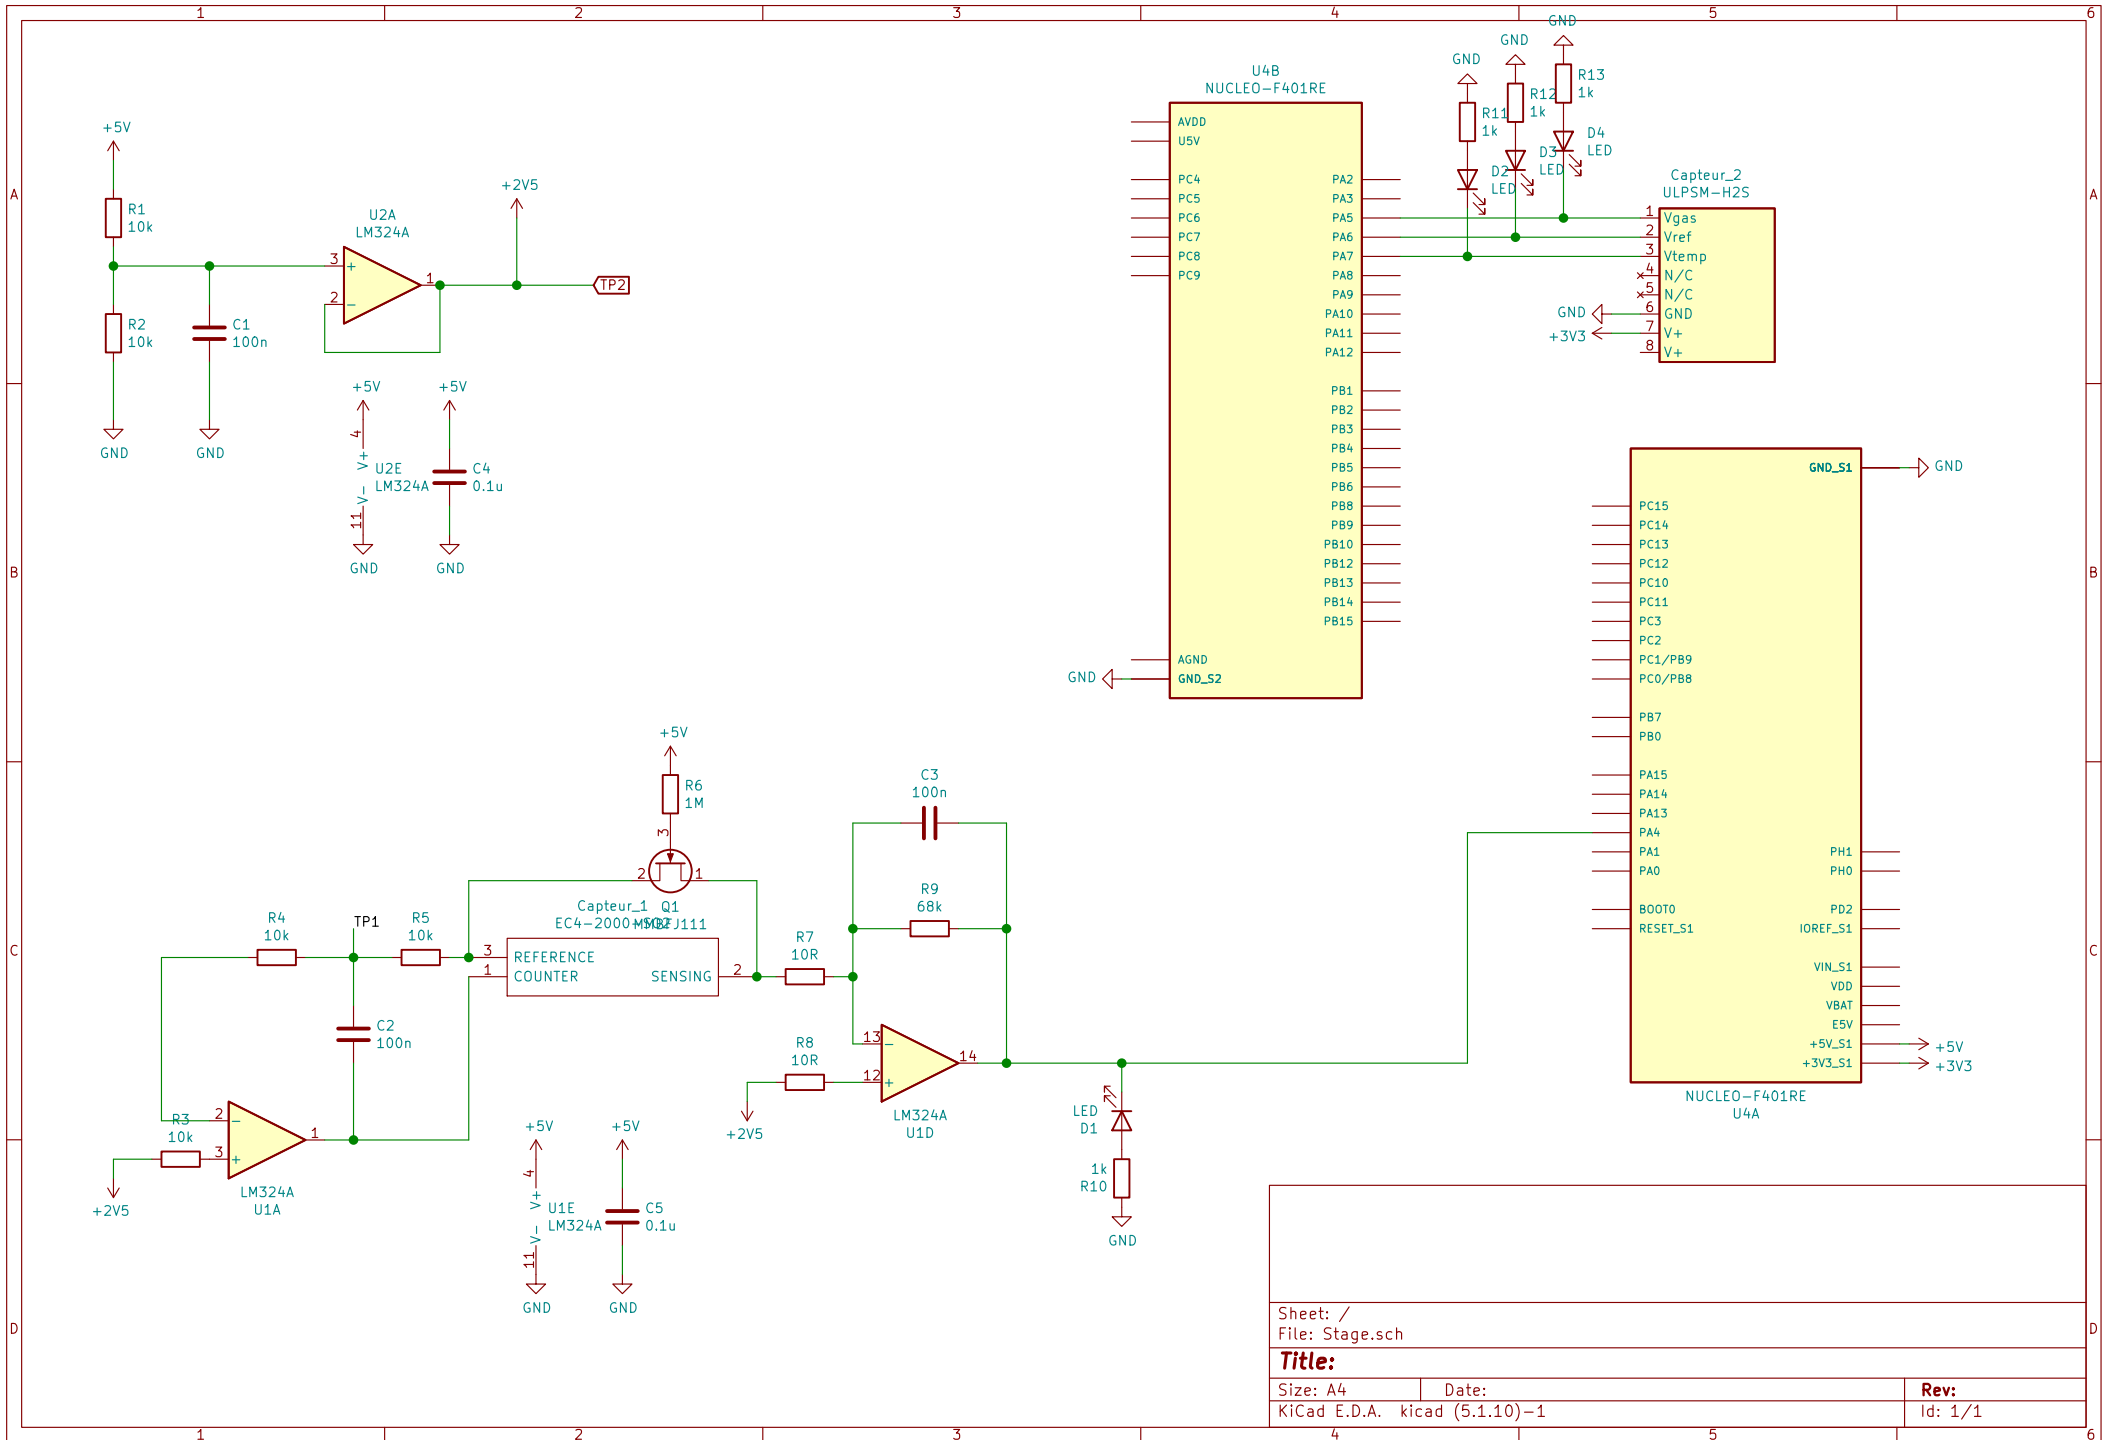 1
2
3
4
5
6
A
B
C
D
A
B
C
D
1
2
3
4
5
6
+5V
R1
10k
R2
10k
GND
C1
100n
GND
U2A
LM324A
3
+
2
−
1
+2V5
TP2
+5V
4
V+
U2E
LM324A
V−
11
GND
+5V
C4
0.1u
GND
U4B
NUCLEO−F401RE
AVDD
U5V
PC4
PC5
PC6
PC7
PC8
PC9
AGND
GND_S2
GND
PA2
PA3
PA5
PA6
PA7
PA8
PA9
PA10
PA11
PA12
PB1
PB2
PB3
PB4
PB5
PB6
PB8
PB9
PB10
PB12
PB13
PB14
PB15
GND
R11
1k
D2
LED
GND
R12
1k
D3
LED
GND
R13
1k
D4
LED
Capteur_2
ULPSM−H2S
1 Vgas
2 Vref
3 Vtemp
4 N/C
5 N/C
6 GND
7 V+
8 V+
GND
+3V3
GND_S1
GND
PC15
PC14
PC13
PC12
PC10
PC11
PC3
PC2
PC1/PB9
PC0/PB8
PB7
PB0
PA15
PA14
PA13
PA4
PA1
PA0
BOOT0
RESET_S1
PH1
PH0
PD2
IOREF_S1
VIN_S1
VDD
VBAT
E5V
+5V_S1
+3V3_S1
+5V
+3V3
NUCLEO−F401RE
U4A
+5V
R6
1M
3
2
1
Capteur_1
Q1
EC4−2000−SO2
MMBFJ111
3 REFERENCE
1 COUNTER
SENSING 2
R4
10k
TP1
R5
10k
C2
100n
R3
10k
+2V5
2
−
3
+
1
LM324A
U1A
R7
10R
R8
10R
+2V5
C3
100n
R9
68k
13
−
12
+
14
LM324A
U1D
LED
D1
1k
R10
GND
+5V
4
V+
U1E
LM324A
V−
11
GND
+5V
C5
0.1u
GND
Sheet: /
File: Stage.sch
Title:
Size: A4
Date:
Rev:
KiCad E.D.A. kicad (5.1.10)−1
Id: 1/1